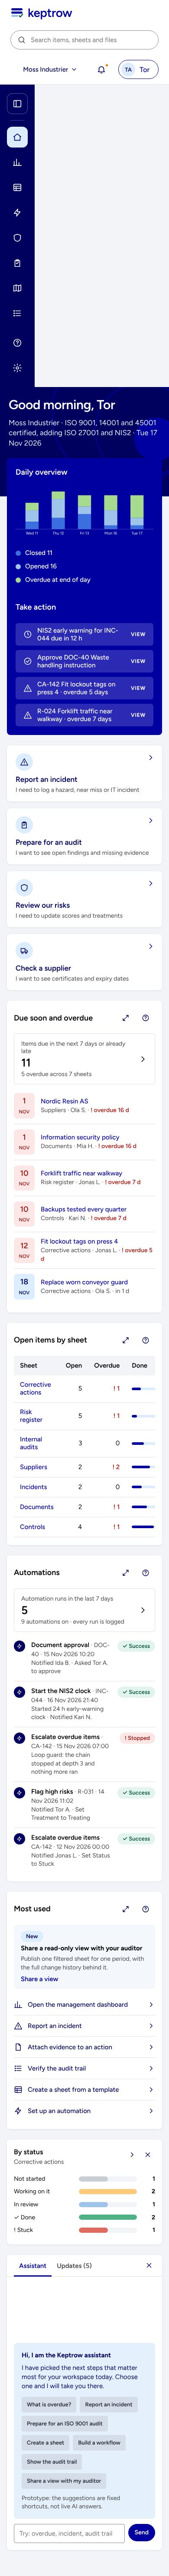 keptrow
Search items, sheets and files
Moss Industrier
TA
Tor
Good morning, Tor
Moss Industrier · ISO 9001, 14001 and 45001
certified, adding ISO 27001 and NIS2 · Tue 17
Nov 2026
Daily overview
Wed 11
Thu 12
Fri 13
Mon 16
Tue 17
Closed 11
Opened 16
Overdue at end of day
Take action
NIS2 early warning for INC-
044 due in 12 h
VIEW
Approve DOC-40 Waste
handling instruction
VIEW
CA-142 Fit lockout tags on
press 4 · overdue 5 days
VIEW
R-024 Forklift traffic near
walkway · overdue 7 days
VIEW
Report an incident
I need to log a hazard, near miss or IT incident
Prepare for an audit
I want to see open findings and missing evidence
Review our risks
I need to update scores and treatments
Check a supplier
I want to see certificates and expiry dates
Due soon and overdue
Items due in the next 7 days or already
late
11
5 overdue across 7 sheets
1
NOV
Nordic Resin AS
Suppliers · Ola S. · ! overdue 16 d
1
NOV
Information security policy
Documents · Mia H. · ! overdue 16 d
10
NOV
Forklift traffic near walkway
Risk register · Jonas L. · ! overdue 7 d
10
NOV
Backups tested every quarter
Controls · Kari N. · ! overdue 7 d
12
NOV
Fit lockout tags on press 4
Corrective actions · Jonas L. · ! overdue 5
d
18
NOV
Replace worn conveyor guard
Corrective actions · Ola S. · in 1 d
Open items by sheet
Sheet Open Overdue Done
Corrective
actions
5 ! 1
Risk
register
5 ! 1
Internal
audits
3 0
Suppliers 2 ! 2
Incidents 2 0
Documents 2 ! 1
Controls 4 ! 1
Automations
Automation runs in the last 7 days
5
9 automations on · every run is logged
Document approval · DOC-
40 · 15 Nov 2026 10:20
Notified Ida B. · Asked Tor A.
to approve
✓ Success
Start the NIS2 clock · INC-
044 · 16 Nov 2026 21:40
Started 24 h early-warning
clock · Notified Kari N.
✓ Success
Escalate overdue items ·
CA-142 · 15 Nov 2026 07:00
Loop guard: the chain
stopped at depth 3 and
nothing more ran
! Stopped
Flag high risks · R-031 · 14
Nov 2026 11:02
Notified Tor A. · Set
Treatment to Treating
✓ Success
Escalate overdue items ·
CA-142 · 12 Nov 2026 00:00
Notified Jonas L. · Set Status
to Stuck
✓ Success
Most used
New
Share a read-only view with your auditor
Publish one filtered sheet for one period, with
the full change history behind it.
Share a view
Open the management dashboard
Report an incident
Attach evidence to an action
Verify the audit trail
Create a sheet from a template
Set up an automation
By status
Corrective actions
Not started 1
Working on it 2
In review 1
✓ Done 2
! Stuck 1
Assistant
Updates (5)
Hi, I am the Keptrow assistant
I have picked the next steps that matter
most for your workspace today. Choose
one and I will take you there.
What is overdue?
Report an incident
Prepare for an ISO 9001 audit
Create a sheet
Build a workflow
Show the audit trail
Share a view with my auditor
Prototype: the suggestions are fixed
shortcuts, not live AI answers.
Try: overdue, incident, audit trail
Send